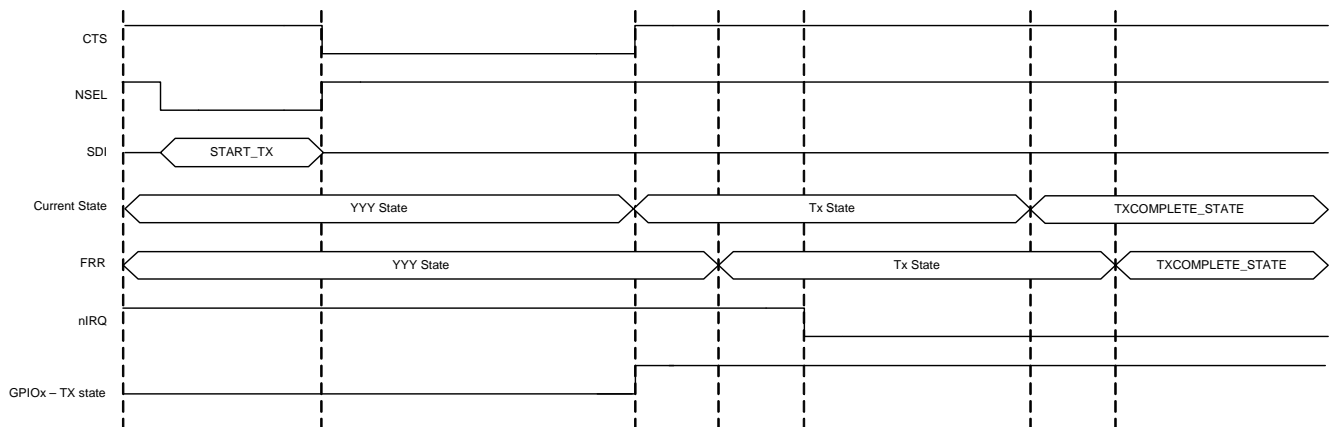 CTS
NSEL
SDI START_TX
Current State YYY State Tx State TXCOMPLETE_STATE
FRR YYY State Tx State TXCOMPLETE_STATE
nIRQ
GPIOx – TX state